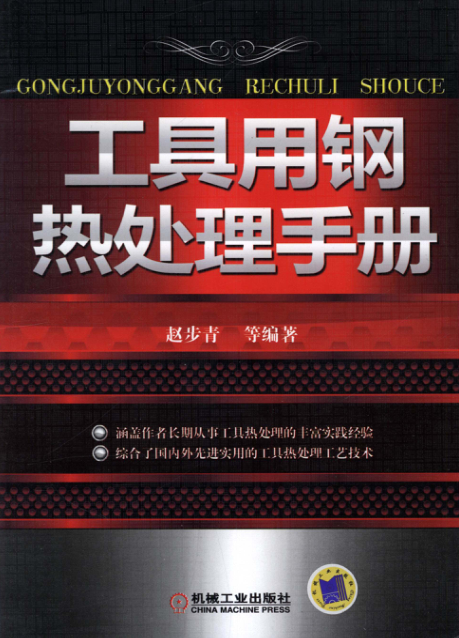 GONGJUYONGGANG RECHULI SHOUCE
工具用钢
热处理手册
赵步青 等编著
涵盖作者长期从事工具热处理的丰富实践经验
综合了国内外先进实用的工具热处理工艺技术
机械工业出版社
CHINA MACHINE PRESS